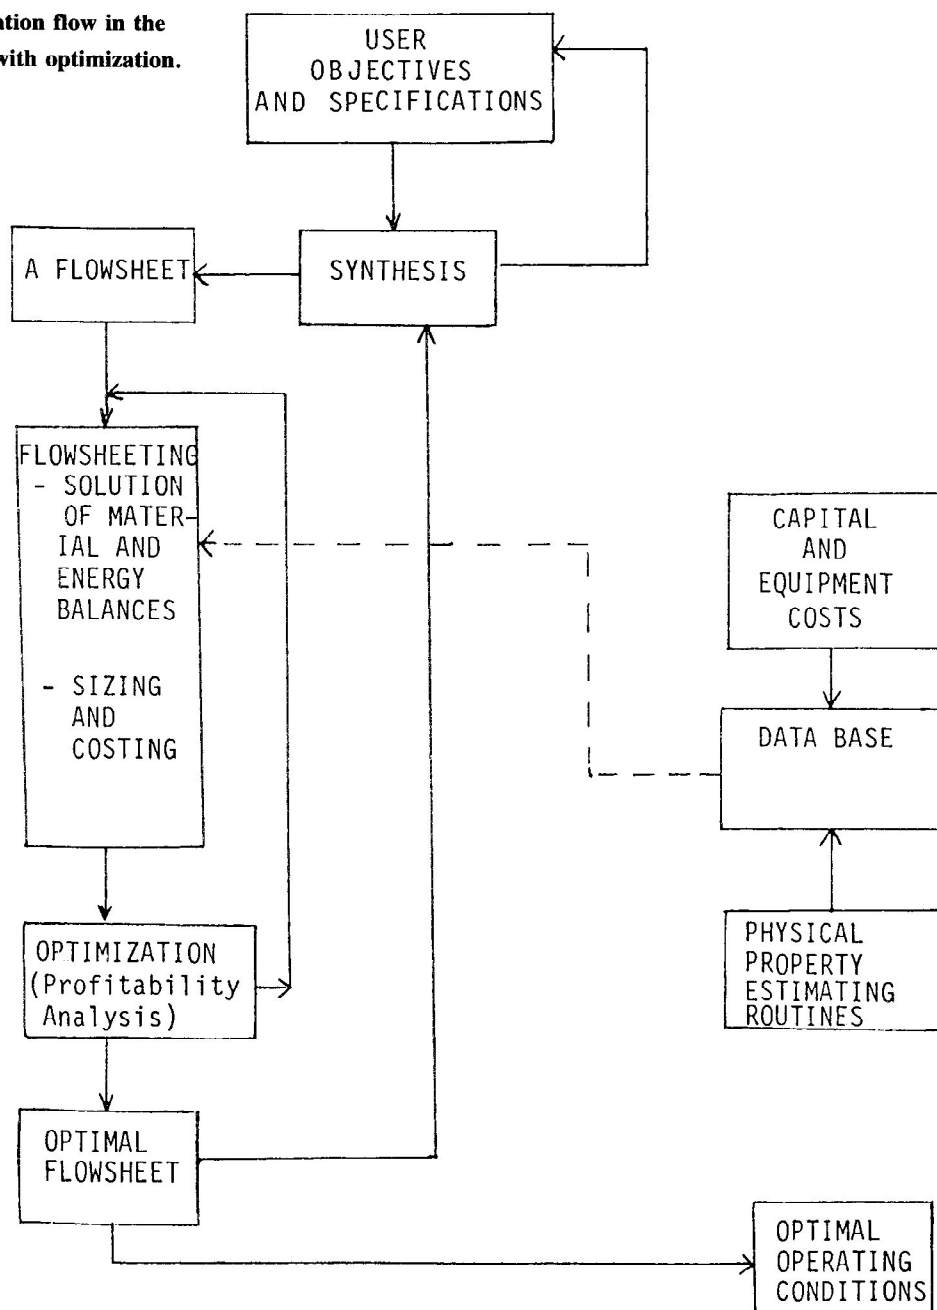 ation flow in the
with optimization.
USER
OBJECTIVES
AND SPECIFICATIONS
A FLOWSHEET
SYNTHESIS
FLOWSHEETING
- SOLUTION
OF MATER-
IAL AND
ENERGY
BALANCES
- SIZING
AND
COSTING
CAPITAL
AND
EQUIPMENT
COSTS
DATA BASE
PHYSICAL
PROPERTY
ESTIMATING
ROUTINES
OPTIMIZATION
(Profitability
Analysis)
OPTIMAL
FLOWSHEET
OPTIMAL
OPERATING
CONDITIONS